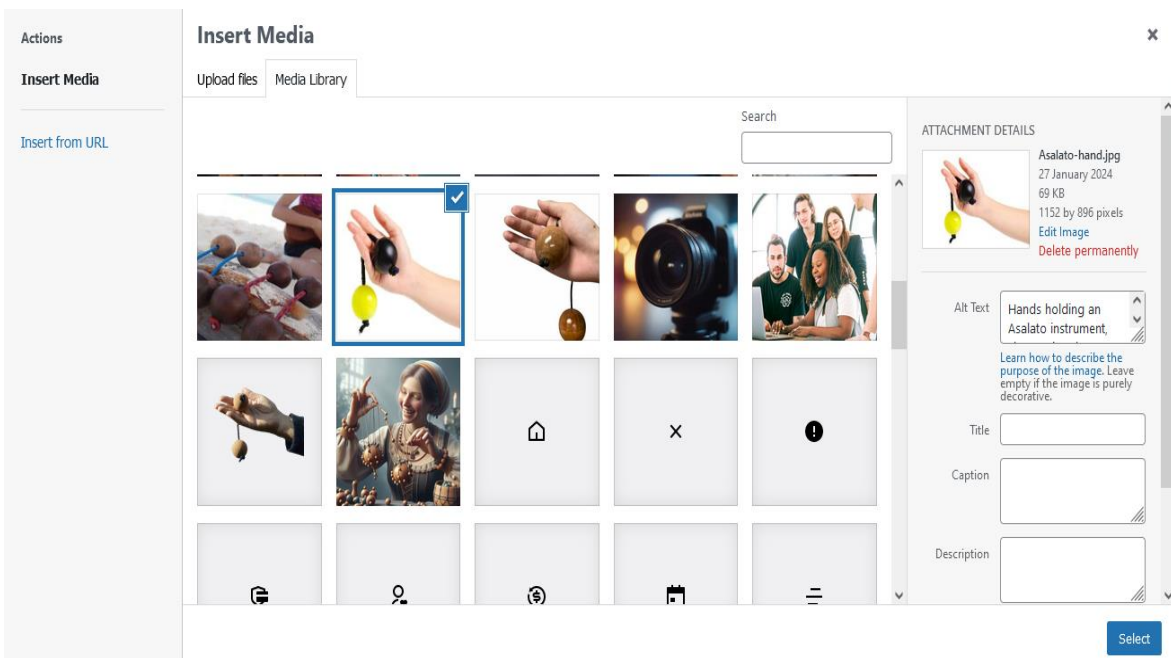 Actions
Insert Media
Insert from URL
Insert Media
×
Upload files
Media Library
Search
ATTACHMENT DETAILS
Asalato-hand.jpg
27 January 2024
69 KB
1152 by 896 pixels
Edit Image
Delete permanently
Alt Text
Hands holding an
Asalato instrument,
Learn how to describe the
purpose of the image. Leave
empty if the image is purely
decorative.
Title
Caption
Description
Select